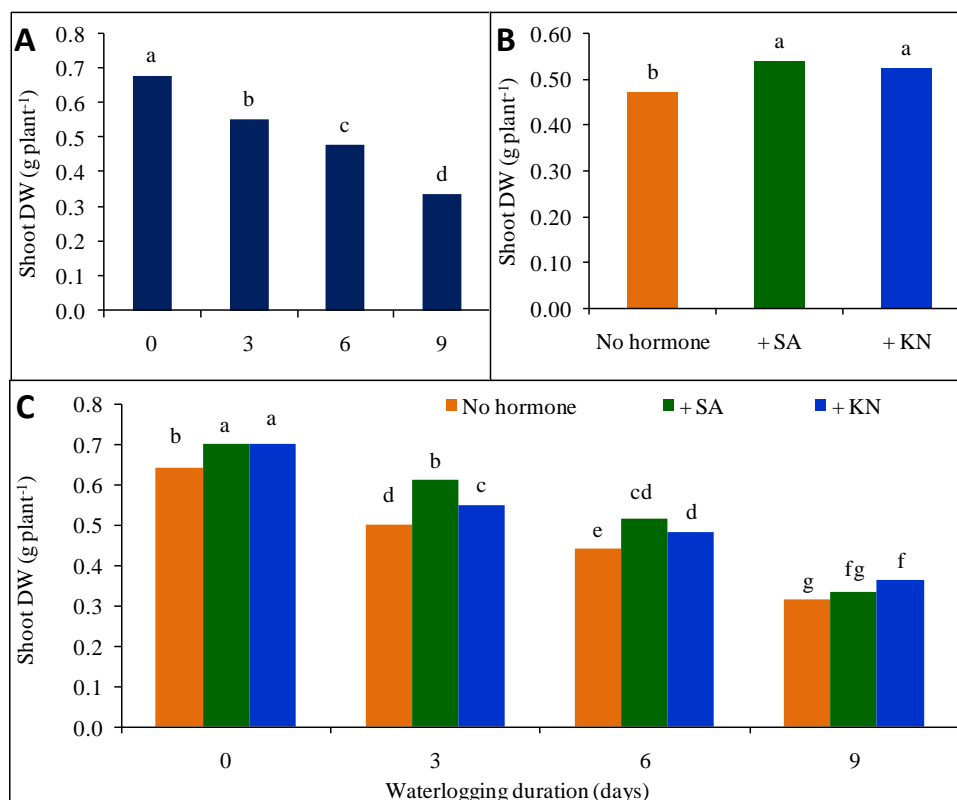 A
Shoot DW (g plant⁻¹)
0.8
0.7
0.6
0.5
0.4
0.3
0.2
0.1
0.0
a
b
c
d
0 3 6 9
B
Shoot DW (g plant⁻¹)
0.60
0.50
0.40
0.30
0.20
0.10
0.00
b
a
a
No hormone + SA + KN
C
Shoot DW (g plant⁻¹)
No hormone + SA + KN
0.8
0.7
0.6
0.5
0.4
0.3
0.2
0.1
0.0
b a a
d b c
e cd d
g fg f
0 3 6 9
Waterlogging duration (days)